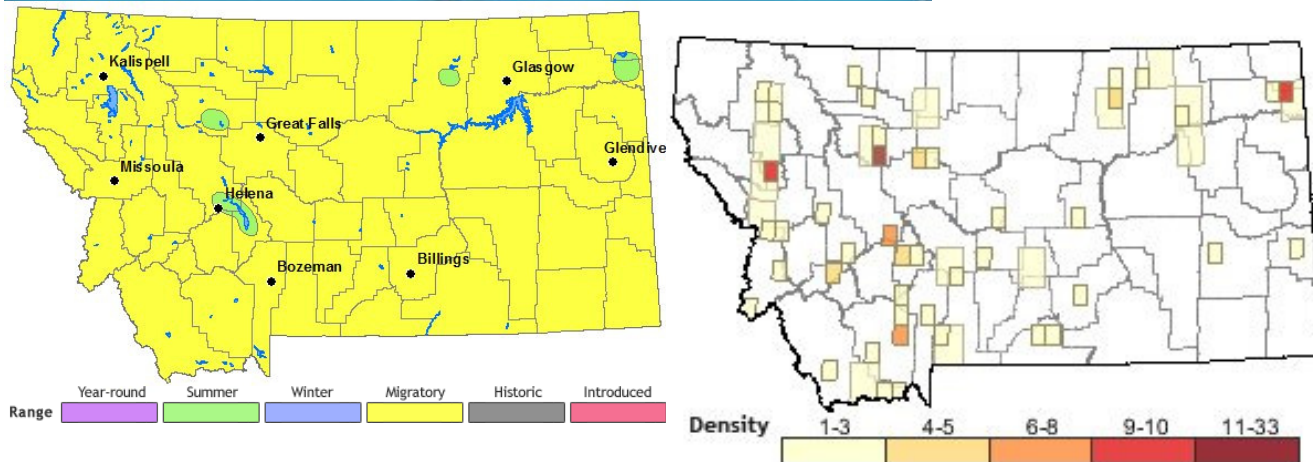 Kalispell
Glasgow
Great Falls
Glendive
Missoula
Helena
Bozeman
Billings
Year-round Summer Winter Migratory Historic Introduced
Range
Density 1-3 4-5 6-8 9-10 11-33